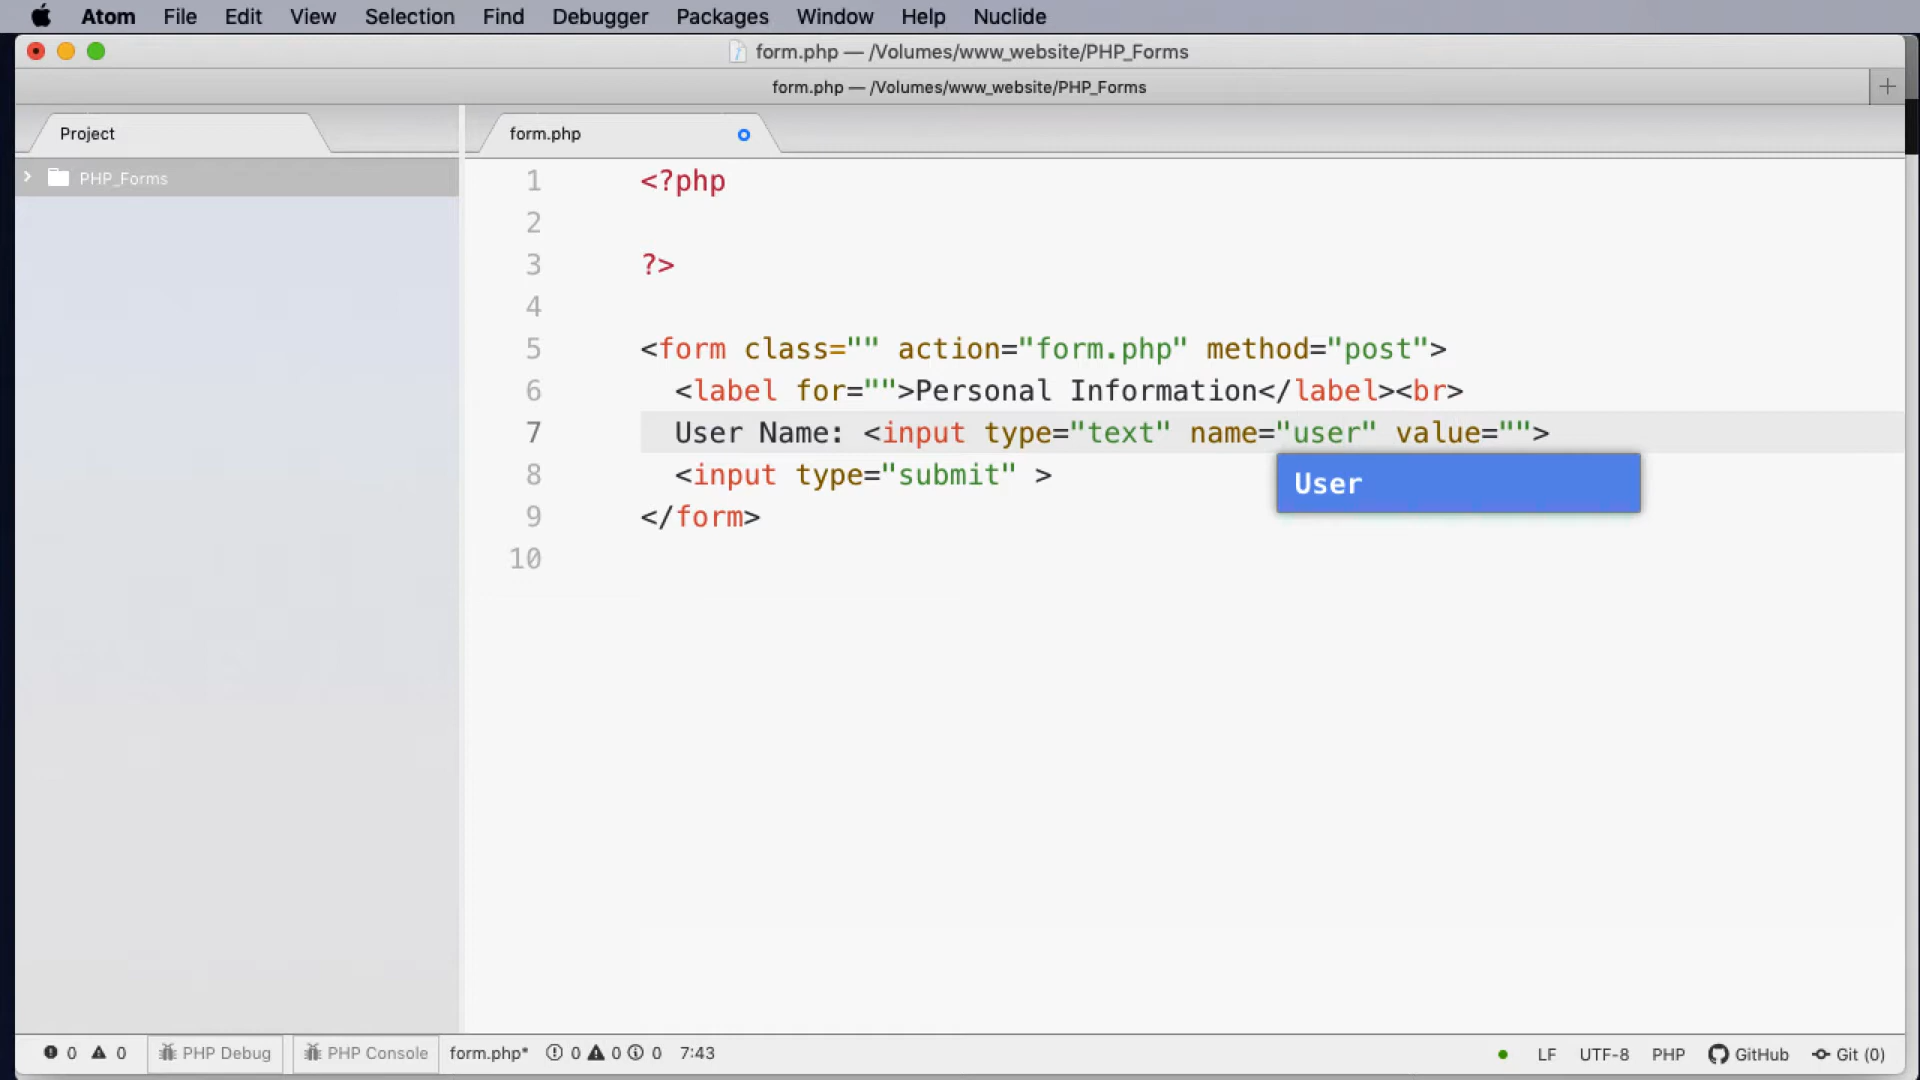 Atom File Edit View Selection Find Debugger Packages Window Help Nuclide
form.php — /Volumes/www_website/PHP_Forms
form.php — /Volumes/www_website/PHP_Forms
Project
form.php
PHP_Forms
1 <?php
2
3 ?>
4
5 <form class="" action="form.php" method="post">
6 <label for="">Personal Information</label><br>
7 User Name: <input type="text" name="user" value="">
8 <input type="submit" >
User
9 </form>
10
0 0 PHP Debug PHP Console form.php* 0 0 0 7:43 LF UTF-8 PHP GitHub Git (0)